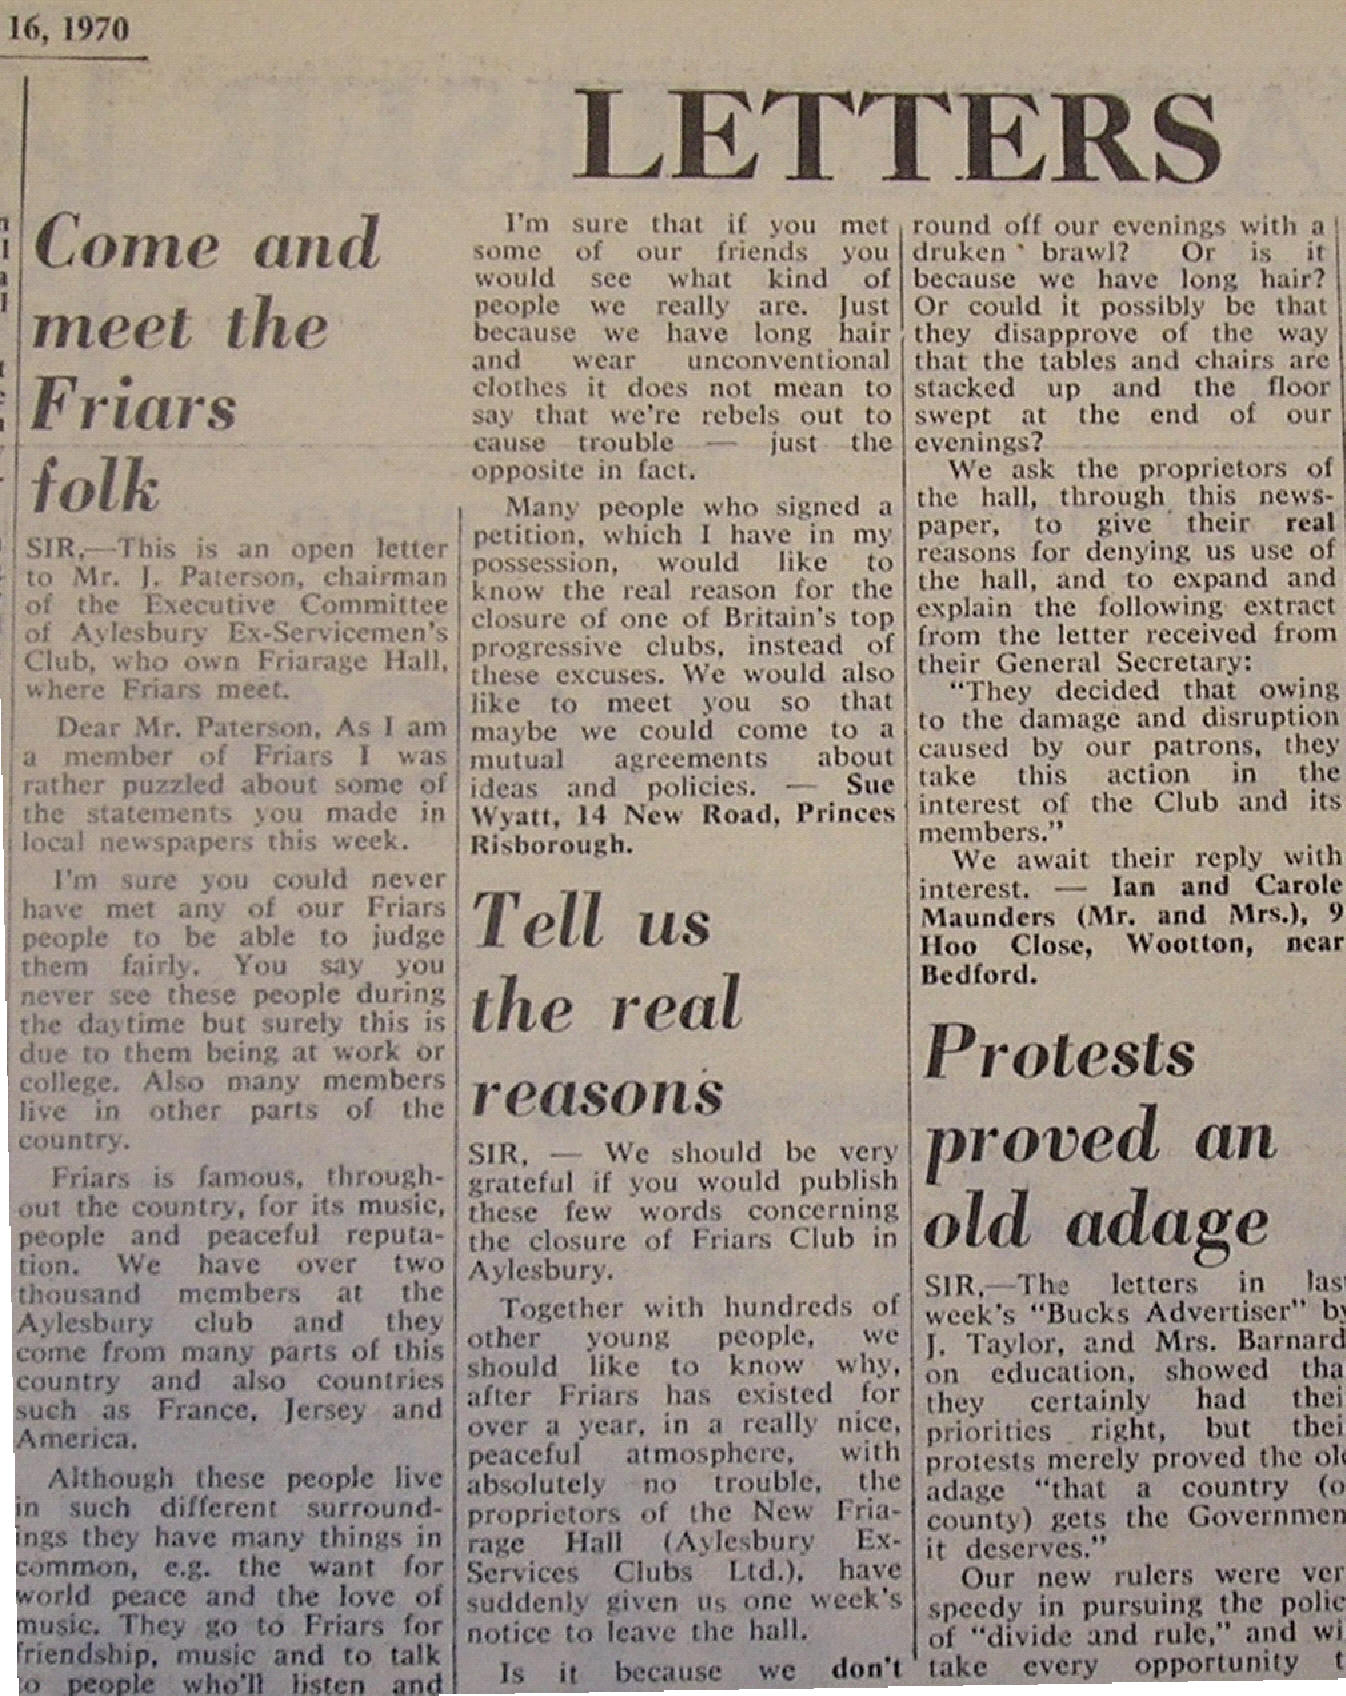 16, 1970
LETTERS
Come and
meet the
Friars
folk
SIR,—This is an open letter
to Mr. J. Paterson, chairman
of the Executive Committee
of Aylesbury Ex-Servicemen's
Club, who own Friarage Hall,
where Friars meet.
Dear Mr. Paterson, As I am
a member of Friars I was
rather puzzled about some of
the statements you made in
local newspapers this week.
I'm sure you could never
have met any of our Friars
people to be able to judge
them fairly. You say you
never see these people during
the daytime but surely this is
due to them being at work or
college. Also many members
live in other parts of the
country.
Friars is famous, through-
out the country, for its music,
people and peaceful reputa-
tion. We have over two
thousand members at the
Aylesbury club and they
come from many parts of this
country and also countries
such as France, Jersey and
America.
Although these people live
in such different surround-
ings they have many things in
common, e.g. the want for
world peace and the love of
music. They go to Friars for
friendship, music and to talk
to people who'll listen and
I'm sure that if you met
some of our friends you
would see what kind of
people we really are. Just
because we have long hair
and wear unconventional
clothes it does not mean to
say that we're rebels out to
cause trouble — just the
opposite in fact.
Many people who signed a
petition, which I have in my
possession, would like to
know the real reason for the
closure of one of Britain's top
progressive clubs, instead of
these excuses. We would also
like to meet you so that
maybe we could come to a
mutual agreements about
ideas and policies. — Sue
Wyatt, 14 New Road, Princes
Risborough.
Tell us
the real
reasons
SIR, — We should be very
grateful if you would publish
these few words concerning
the closure of Friars Club in
Aylesbury.
Together with hundreds of
other young people, we
should like to know why,
after Friars has existed for
over a year, in a really nice,
peaceful atmosphere, with
absolutely no trouble, the
proprietors of the New Fria-
rage Hall (Aylesbury Ex-
Services Clubs Ltd.), have
suddenly given us one week's
notice to leave the hall.
Is it because we don't
round off our evenings with a
druken brawl? Or is it
because we have long hair?
Or could it possibly be that
they disapprove of the way
that the tables and chairs are
stacked up and the floor
swept at the end of our
evenings?
We ask the proprietors of
the hall, through this news-
paper, to give their real
reasons for denying us use of
the hall, and to expand and
explain the following extract
from the letter received from
their General Secretary:
"They decided that owing
to the damage and disruption
caused by our patrons, they
take this action in the
interest of the Club and its
members."
We await their reply with
interest. — Ian and Carole
Maunders (Mr. and Mrs.), 9
Hoo Close, Wootton, near
Bedford.
Protests
proved an
old adage
SIR,—The letters in las
week's "Bucks Advertiser" by
J. Taylor, and Mrs. Barnard
on education, showed tha
they certainly had thei
priorities right, but thei
protests merely proved the old
adage "that a country (o
county) gets the Governmen
it deserves."
Our new rulers were ver
speedy in pursuing the polic
of "divide and rule," and wi
take every opportunity t